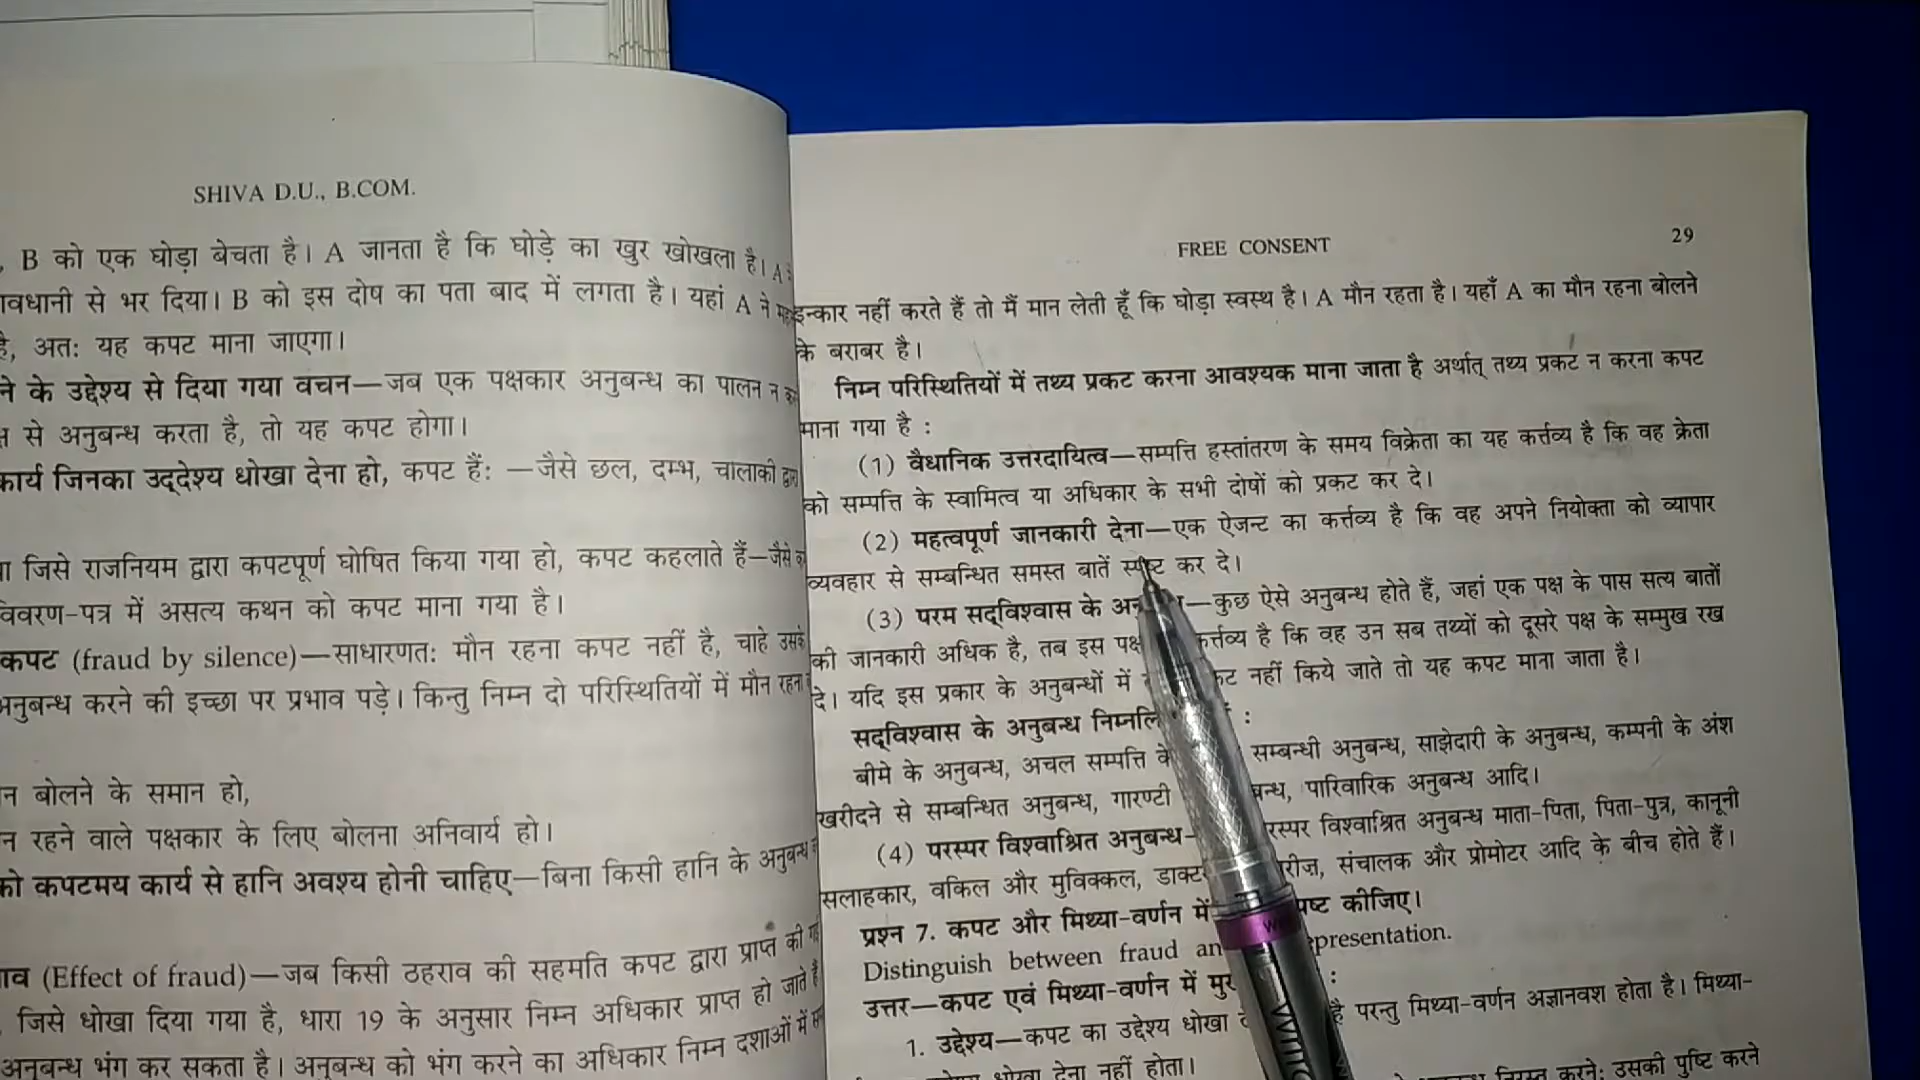 SHIVA D.U., B.COM.
, B को एक घोड़ा बेचता है। A जानता है कि घोड़े का खुर खोखला है। A
ावधानी से भर दिया। B को इस दोष का पता बाद में लगता है। यहां A ने
है, अतः यह कपट माना जाएगा।
ने के उद्देश्य से दिया गया वचन—जब एक पक्षकार अनुबन्ध का पालन न
से अनुबन्ध करता है, तो यह कपट होगा।
कार्य जिनका उद्देश्य धोखा देना हो, कपट हैं: —जैसे छल, दम्भ, चालाकी द्वारा
ा जिसे राजनियम द्वारा कपटपूर्ण घोषित किया गया हो, कपट कहलाते हैं—जैसे
विवरण-पत्र में असत्य कथन को कपट माना गया है।
कपट (fraud by silence)—साधारणतः मौन रहना कपट नहीं है, चाहे उसके
अनुबन्ध करने की इच्छा पर प्रभाव पड़े। किन्तु निम्न दो परिस्थितियों में मौन रहना
न बोलने के समान हो,
न रहने वाले पक्षकार के लिए बोलना अनिवार्य हो।
को कपटमय कार्य से हानि अवश्य होनी चाहिए—बिना किसी हानि के अनुबन्ध
ाव (Effect of fraud)—जब किसी ठहराव की सहमति कपट द्वारा प्राप्त की
जिसे धोखा दिया गया है, धारा 19 के अनुसार निम्न अधिकार प्राप्त हो जाते हैं
अनुबन्ध भंग कर सकता है। अनुबन्ध को भंग करने का अधिकार निम्न दशाओं में
FREE CONSENT 29
इन्कार नहीं करते हैं तो मैं मान लेती हूँ कि घोड़ा स्वस्थ है। A मौन रहता है। यहाँ A का मौन रहना बोलने
के बराबर है।
निम्न परिस्थितियों में तथ्य प्रकट करना आवश्यक माना जाता है अर्थात् तथ्य प्रकट न करना कपट
माना गया है :
(1) वैधानिक उत्तरदायित्व—सम्पत्ति हस्तांतरण के समय विक्रेता का यह कर्त्तव्य है कि वह क्रेता
को सम्पत्ति के स्वामित्व या अधिकार के सभी दोषों को प्रकट कर दे।
(2) महत्वपूर्ण जानकारी देना—एक ऐजन्ट का कर्त्तव्य है कि वह अपने नियोक्ता को व्यापार
व्यवहार से सम्बन्धित समस्त बातें स्पष्ट कर दे।
(3) परम सद्विश्वास के —कुछ ऐसे अनुबन्ध होते हैं, जहां एक पक्ष के पास सत्य बातों
की जानकारी अधिक है, तब इस पक्ष कर्त्तव्य है कि वह उन सब तथ्यों को दूसरे पक्ष के सम्मुख रख
दे। यदि इस प्रकार के अनुबन्धों में नहीं किये जाते तो यह कपट माना जाता है।
सद्विश्वास के अनुबन्ध :
बीमे के अनुबन्ध, अचल सम्पत्ति के सम्बन्धी अनुबन्ध, साझेदारी के अनुबन्ध, कम्पनी के अंश
खरीदने से सम्बन्धित अनुबन्ध, गारण्टी पारिवारिक अनुबन्ध आदि।
(4) परस्पर विश्वाश्रित अनुबन्ध- विश्वाश्रित अनुबन्ध माता-पिता, पिता-पुत्र, कानूनी
सलाहकार, वकिल और मुविक्कल, संचालक और प्रोमोटर आदि के बीच होते हैं।
प्रश्न 7. कपट और मिथ्या-वर्णन में कीजिए।
Distinguish between fraud presentation.
उत्तर—कपट एवं मिथ्या-वर्णन में :
1. उद्देश्य—कपट का उद्देश्य धोखा है परन्तु मिथ्या-वर्णन अज्ञानवश होता है। मिथ्या-
धोखा देना नहीं होता।
निरस्त करने; उसकी पुष्टि करने